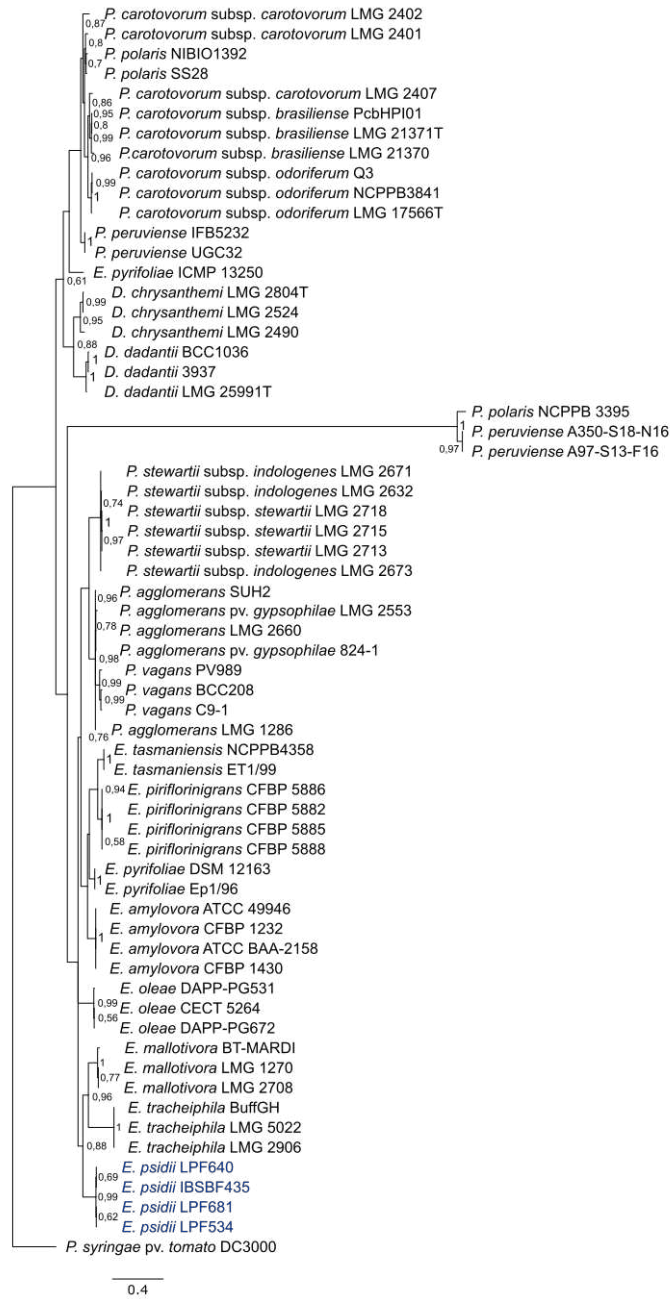 0,87 P. carotovorum subsp. carotovorum LMG 2402
0,8 P. carotovorum subsp. carotovorum LMG 2401
0,7 P. polaris NIBIO1392
P. polaris SS28
0,86 P. carotovorum subsp. carotovorum LMG 2407
0,95 P. carotovorum subsp. brasiliense PcbHPI01
0,8
0,99 P. carotovorum subsp. brasiliense LMG 21371T
0,96 P.carotovorum subsp. brasiliense LMG 21370
0,99 P. carotovorum subsp. odoriferum Q3
1 P. carotovorum subsp. odoriferum NCPPB3841
P. carotovorum subsp. odoriferum LMG 17566T
1 P. peruviense IFB5232
P. peruviense UGC32
0,61 E. pyrifoliae ICMP 13250
D. chrysanthemi LMG 2804T
0,99 D. chrysanthemi LMG 2524
0,95 D. chrysanthemi LMG 2490
0,88 D. dadantii BCC1036
1 D. dadantii 3937
1 D. dadantii LMG 25991T
P. polaris NCPPB 3395
1 P. peruviense A350-S18-N16
0,97 P. peruviense A97-S13-F16
P. stewartii subsp. indologenes LMG 2671
P. stewartii subsp. indologenes LMG 2632
0,74 P. stewartii subsp. stewartii LMG 2718
1 P. stewartii subsp. stewartii LMG 2715
0,97 P. stewartii subsp. stewartii LMG 2713
P. stewartii subsp. indologenes LMG 2673
0,96 P. agglomerans SUH2
P. agglomerans pv. gypsophilae LMG 2553
0,78 P. agglomerans LMG 2660
0,98 P. agglomerans pv. gypsophilae 824-1
P. vagans PV989
0,99 P. vagans BCC208
0,99 P. vagans C9-1
0,76 P. agglomerans LMG 1286
1 E. tasmaniensis NCPPB4358
E. tasmaniensis ET1/99
0,94 E. piriflorinigrans CFBP 5886
E. piriflorinigrans CFBP 5882
1 E. piriflorinigrans CFBP 5885
0,58 E. piriflorinigrans CFBP 5888
1 E. pyrifoliae DSM 12163
E. pyrifoliae Ep1/96
E. amylovora ATCC 49946
E. amylovora CFBP 1232
1 E. amylovora ATCC BAA-2158
E. amylovora CFBP 1430
E. oleae DAPP-PG531
0,99 E. oleae CECT 5264
0,56 E. oleae DAPP-PG672
E. mallotivora BT-MARDI
1 E. mallotivora LMG 1270
0,77 E. mallotivora LMG 2708
0,96 E. tracheiphila BuffGH
1 E. tracheiphila LMG 5022
0,88 E. tracheiphila LMG 2906
E. psidii LPF640
0,69 E. psidii IBSBF435
0,99 E. psidii LPF681
0,62 E. psidii LPF534
P. syringae pv. tomato DC3000
0.4